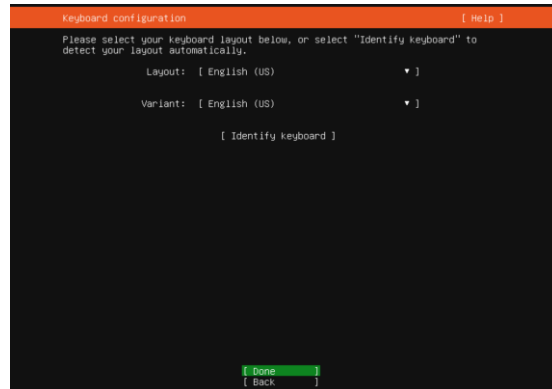 Keyboard configuration [ Help ]
Please select your keyboard layout below, or select "Identify keyboard" to
detect your layout automatically.
Layout: [ English (US) ▾ ]
Variant: [ English (US) ▾ ]
[ Identify keyboard ]
[ Done ]
[ Back ]